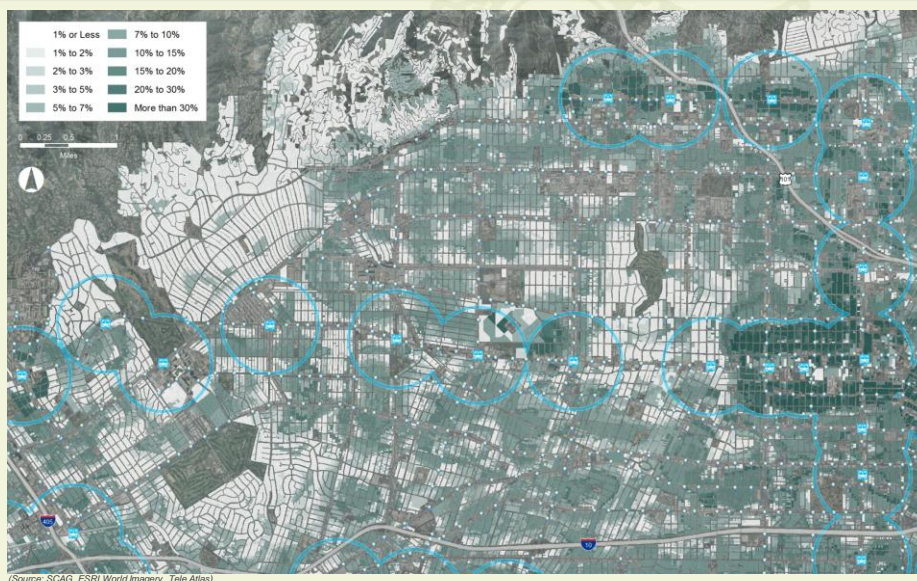 1% or Less
7% to 10%
1% to 2%
10% to 15%
2% to 3%
15% to 20%
3% to 5%
20% to 30%
5% to 7%
More than 30%
0 0.25 0.5 1
Miles
101
405
10
(Source: SCAG, ESRI World Imagery, Tele Atlas)